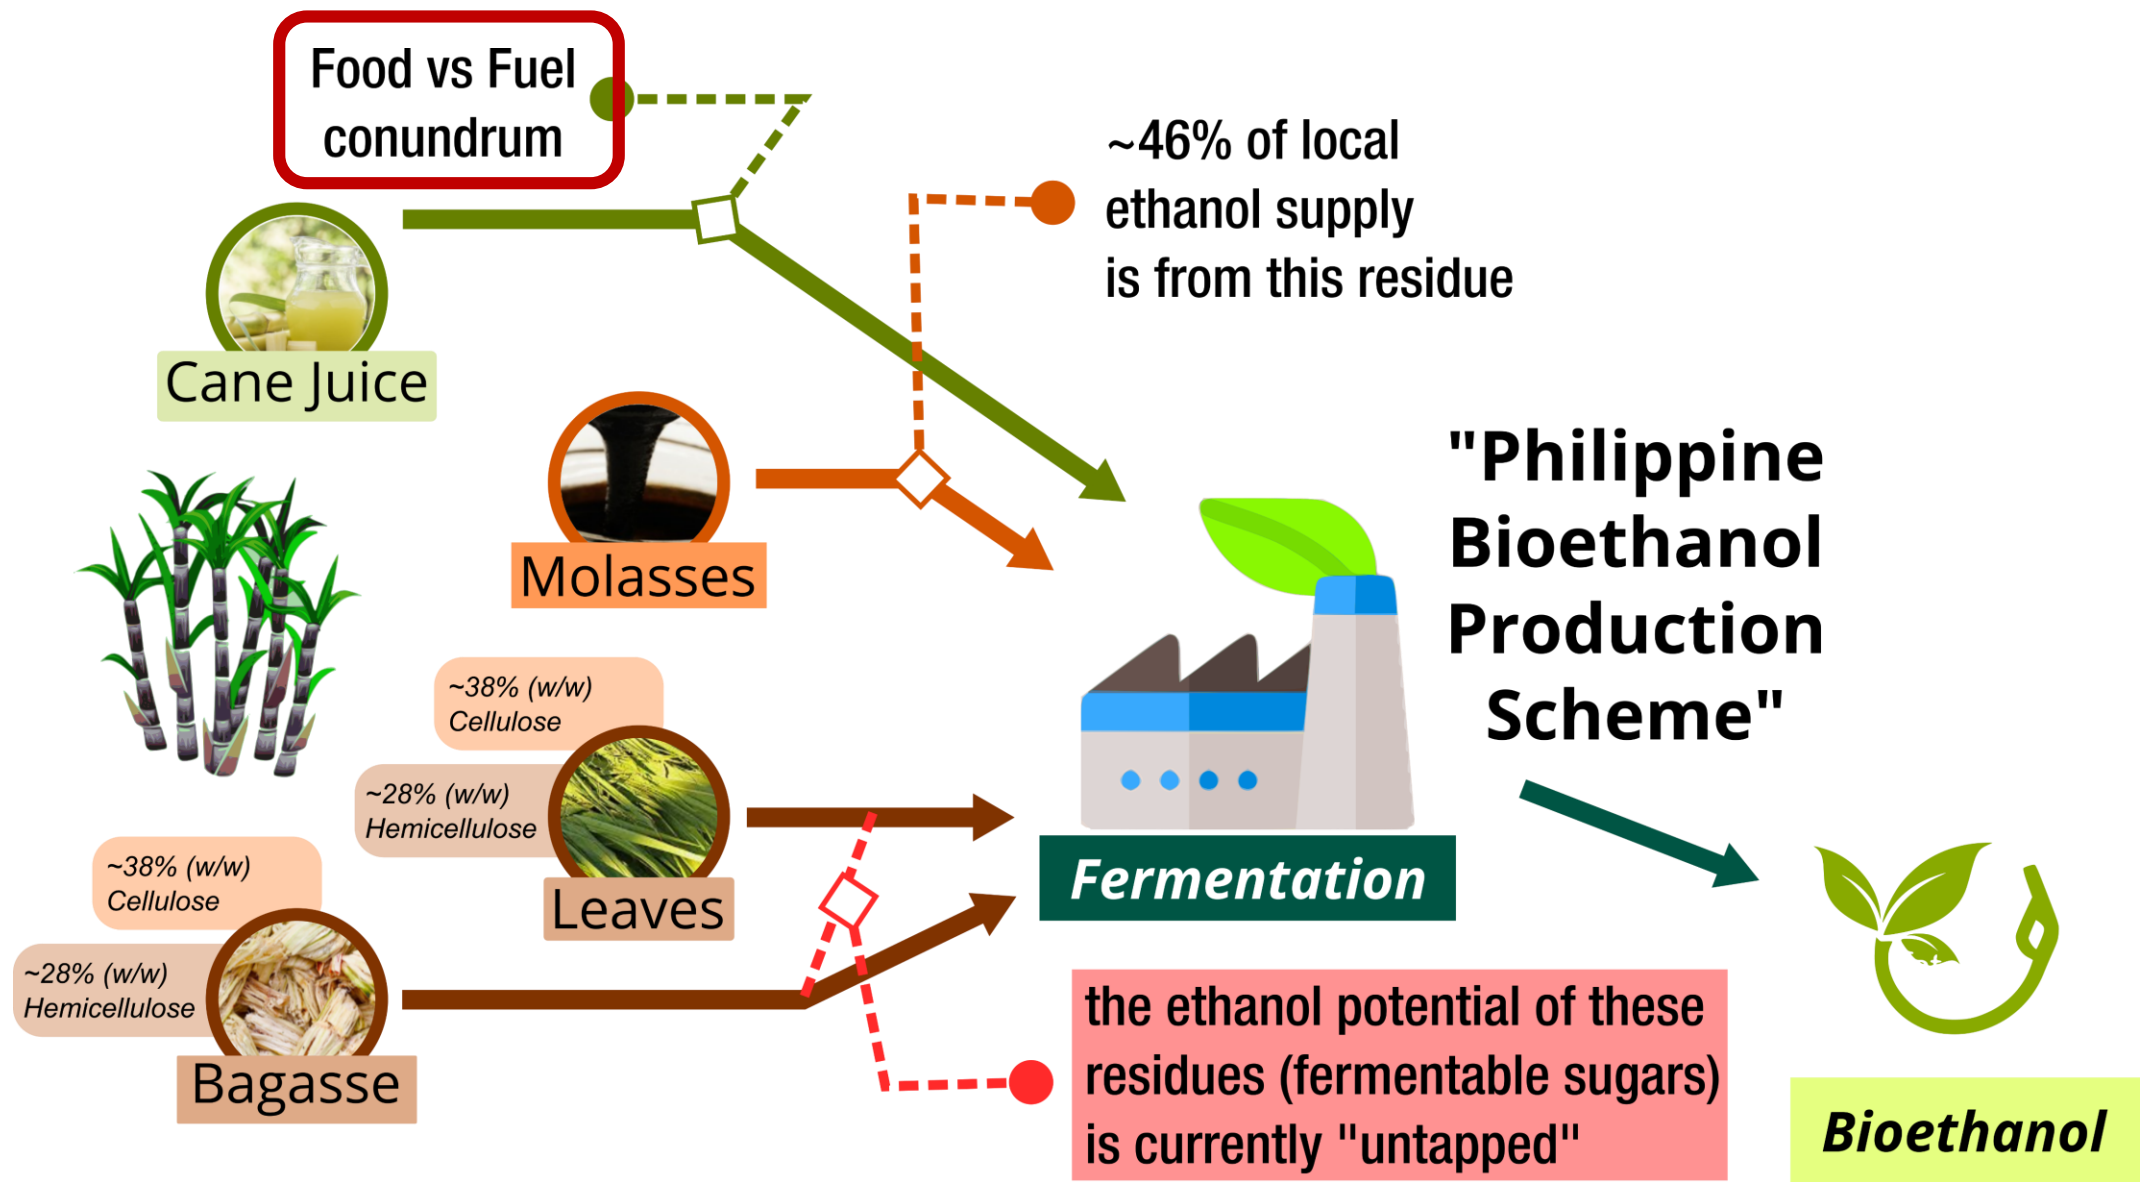 Food vs Fuel
conundrum
~46% of local
ethanol supply
is from this residue
Cane Juice
Molasses
"Philippine
Bioethanol
Production
Scheme"
~38% (w/w)
Cellulose
~28% (w/w)
Hemicellulose
Leaves
~38% (w/w)
Cellulose
~28% (w/w)
Hemicellulose
Bagasse
Fermentation
the ethanol potential of these
residues (fermentable sugars)
is currently "untapped"
Bioethanol